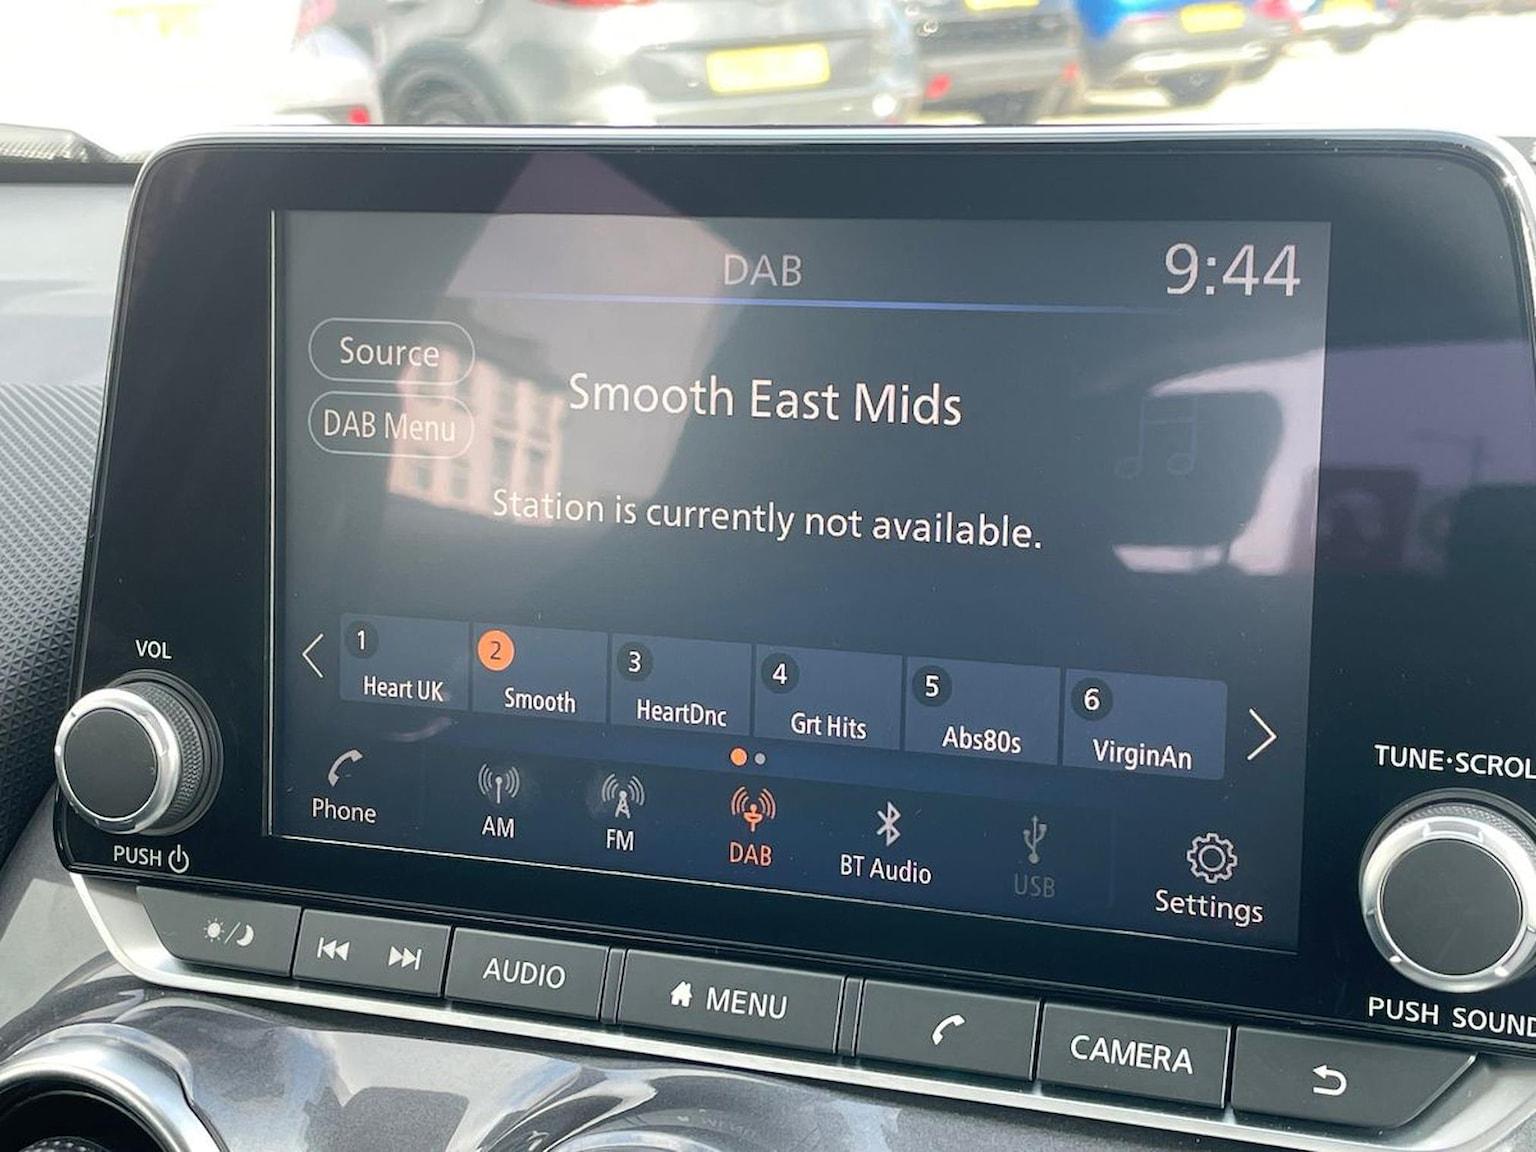 DAB
9:44
Source
DAB Menu
Smooth East Mids
Station is currently not available.
1
Heart UK
2
Smooth
3
HeartDnc
4
Grt Hits
5
Abs80s
6
VirginAn
Phone
AM
FM
DAB
BT Audio
USB
Settings
VOL
PUSH
TUNE·SCROL
PUSH SOUND
AUDIO
MENU
CAMERA